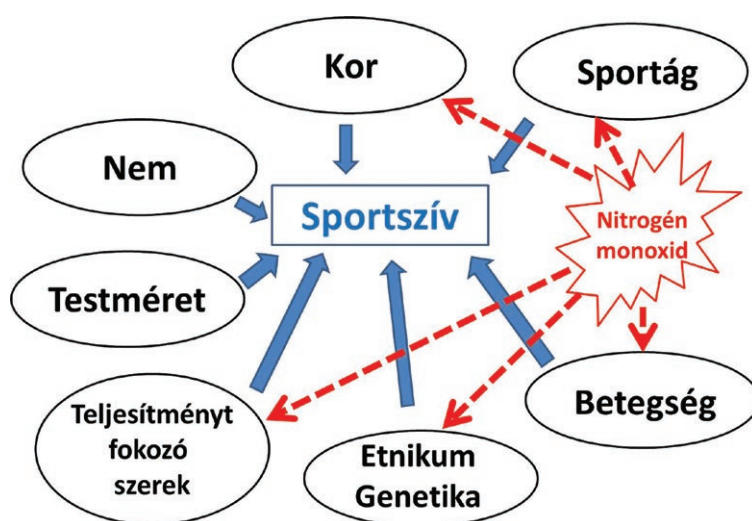 Kor
Sportág
Nem
Sportszív
Nitrogén
monoxid
Testméret
Teljesítményt
fokozó
szerek
Etnikum
Genetika
Betegség